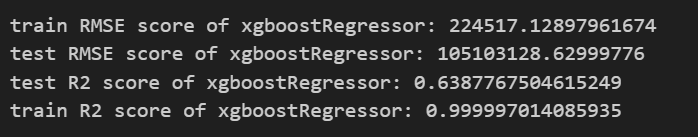 train RMSE score of xgboostRegressor: 224517.12897961674
test RMSE score of xgboostRegressor: 105103128.62999776
test R2 score of xgboostRegressor: 0.6387767504615249
train R2 score of xgboostRegressor: 0.999997014085935